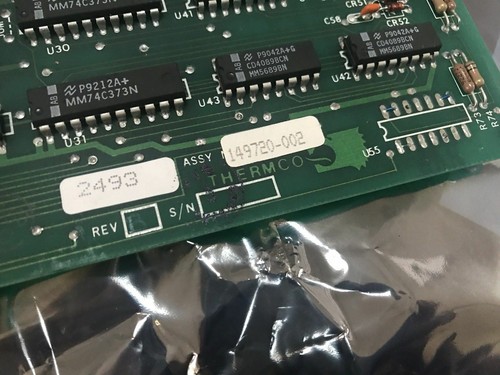 MM74C373N
U30
U41
C58
CR51
CR52
P9212A+
MM74C373N
U31
P9042A+G
CD4089BCN
MM5689BN
U43
P9042A+G
CD4089BCN
MM5689BN
U42
R73
R74
U55
ASSY
149720-002
THERMCO
2493
REV
S/N